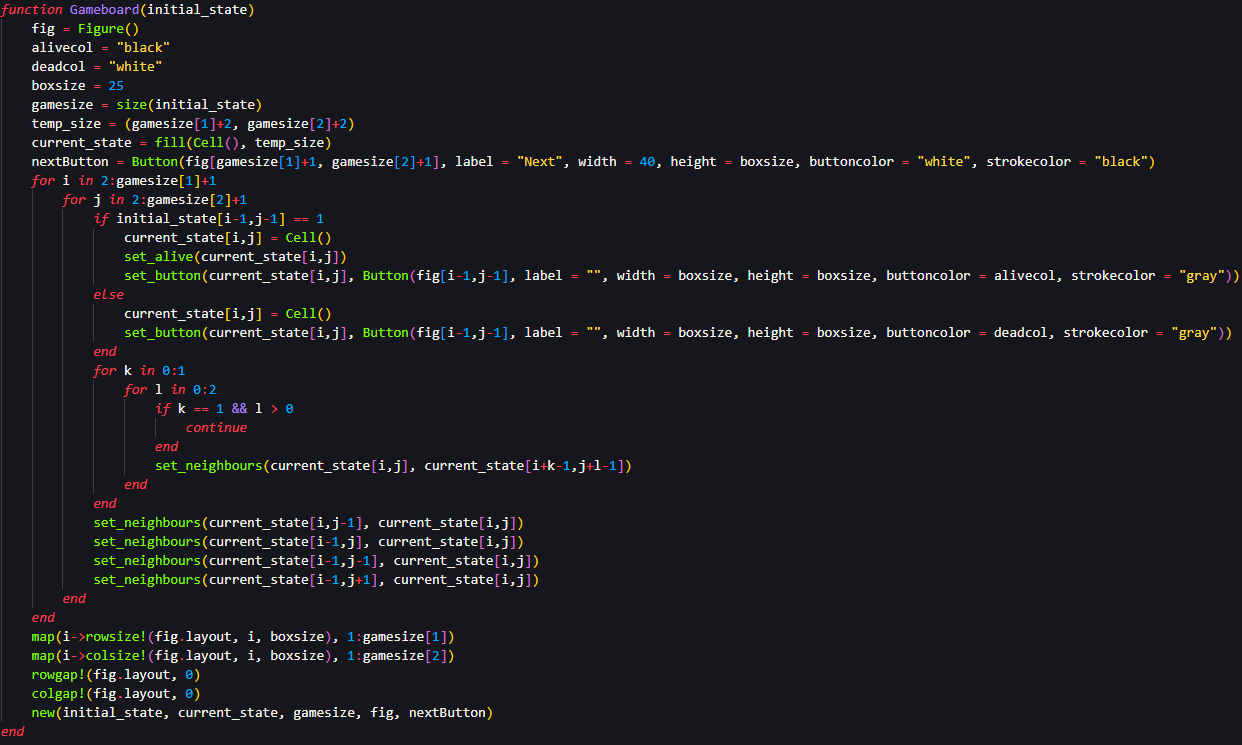 function Gameboard(initial_state)
    fig = Figure()
    alivecol = "black"
    deadcol = "white"
    boxsize = 25
    gamesize = size(initial_state)
    temp_size = (gamesize[1]+2, gamesize[2]+2)
    current_state = fill(Cell(), temp_size)
    nextButton = Button(fig[gamesize[1]+1, gamesize[2]+1], label = "Next", width = 40, height = boxsize, buttoncolor = "white", strokecolor = "black")
    for i in 2:gamesize[1]+1
        for j in 2:gamesize[2]+1
            if initial_state[i-1,j-1] == 1
                current_state[i,j] = Cell()
                set_alive(current_state[i,j])
                set_button(current_state[i,j], Button(fig[i-1,j-1], label = "", width = boxsize, height = boxsize, buttoncolor = alivecol, strokecolor = "gray"))
            else
                current_state[i,j] = Cell()
                set_button(current_state[i,j], Button(fig[i-1,j-1], label = "", width = boxsize, height = boxsize, buttoncolor = deadcol, strokecolor = "gray"))
            end
            for k in 0:1
                for l in 0:2
                    if k == 1 && l > 0
                        continue
                    end
                    set_neighbours(current_state[i,j], current_state[i+k-1,j+l-1])
                end
            end
            set_neighbours(current_state[i,j-1], current_state[i,j])
            set_neighbours(current_state[i-1,j], current_state[i,j])
            set_neighbours(current_state[i-1,j-1], current_state[i,j])
            set_neighbours(current_state[i-1,j+1], current_state[i,j])
        end
    end
    map(i->rowsize!(fig.layout, i, boxsize), 1:gamesize[1])
    map(i->colsize!(fig.layout, i, boxsize), 1:gamesize[2])
    rowgap!(fig.layout, 0)
    colgap!(fig.layout, 0)
    new(initial_state, current_state, gamesize, fig, nextButton)
end